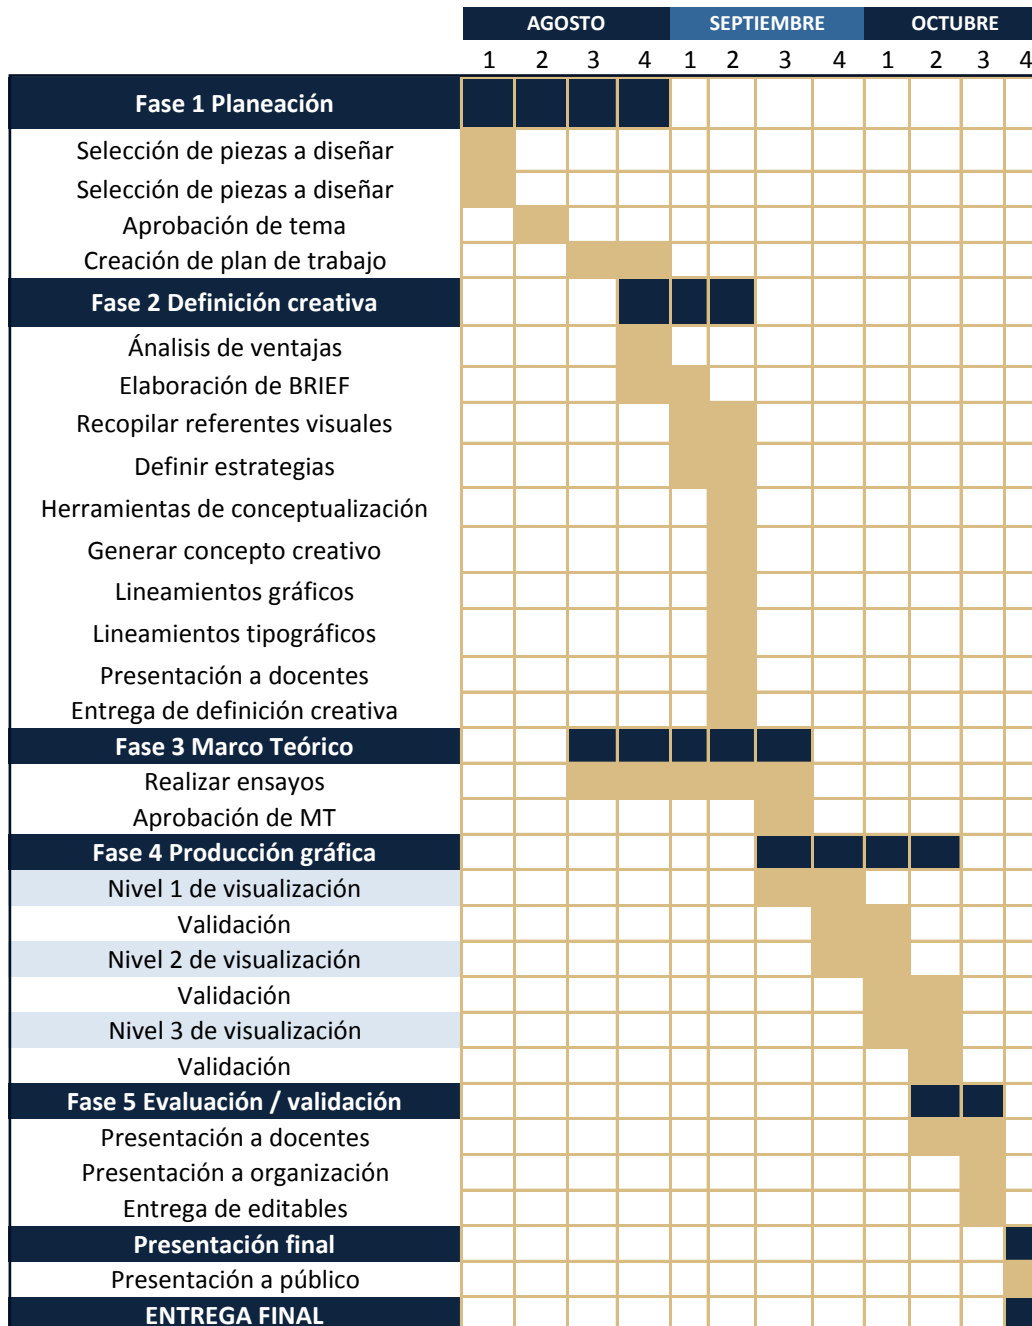 AGOSTO SEPTIEMBRE OCTUBRE
1 2 3 4 1 2 3 4 1 2 3 4
Fase 1 Planeación
Selección de piezas a diseñar
Selección de piezas a diseñar
Aprobación de tema
Creación de plan de trabajo
Fase 2 Definición creativa
Ánalisis de ventajas
Elaboración de BRIEF
Recopilar referentes visuales
Definir estrategias
Herramientas de conceptualización
Generar concepto creativo
Lineamientos gráficos
Lineamientos tipográficos
Presentación a docentes
Entrega de definición creativa
Fase 3 Marco Teórico
Realizar ensayos
Aprobación de MT
Fase 4 Producción gráfica
Nivel 1 de visualización
Validación
Nivel 2 de visualización
Validación
Nivel 3 de visualización
Validación
Fase 5 Evaluación / validación
Presentación a docentes
Presentación a organización
Entrega de editables
Presentación final
Presentación a público
ENTREGA FINAL